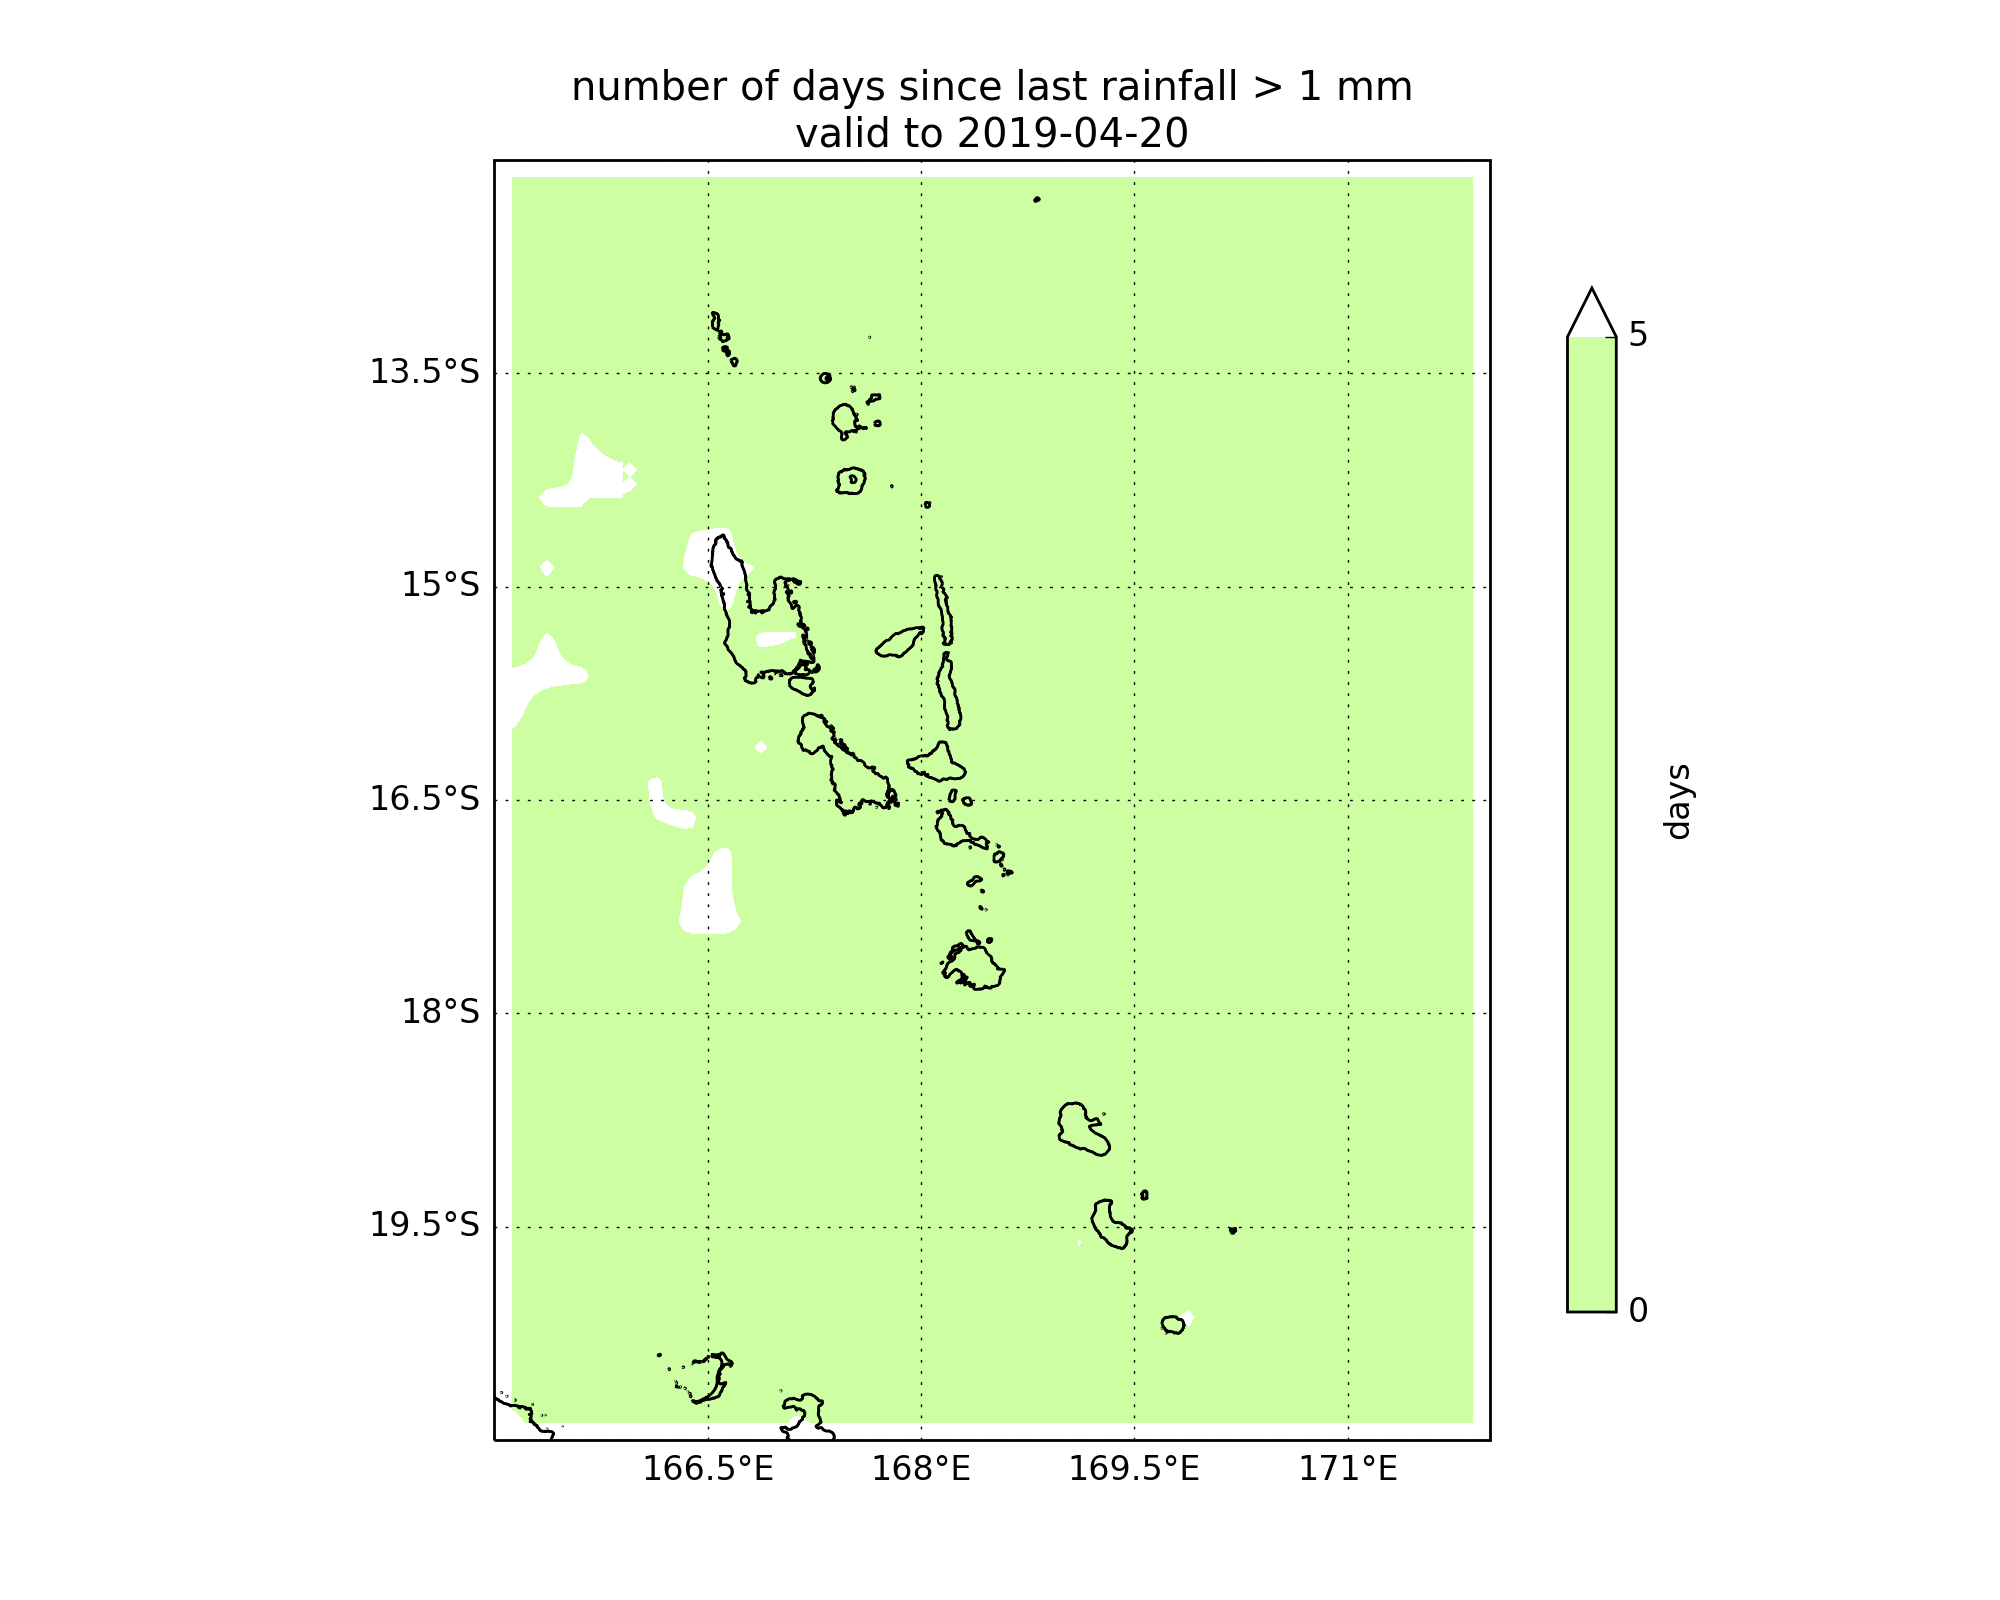 number of days since last rainfall > 1 mm
valid to 2019-04-20
13.5°S
15°S
16.5°S
18°S
19.5°S
166.5°E
168°E
169.5°E
171°E
5
0
days